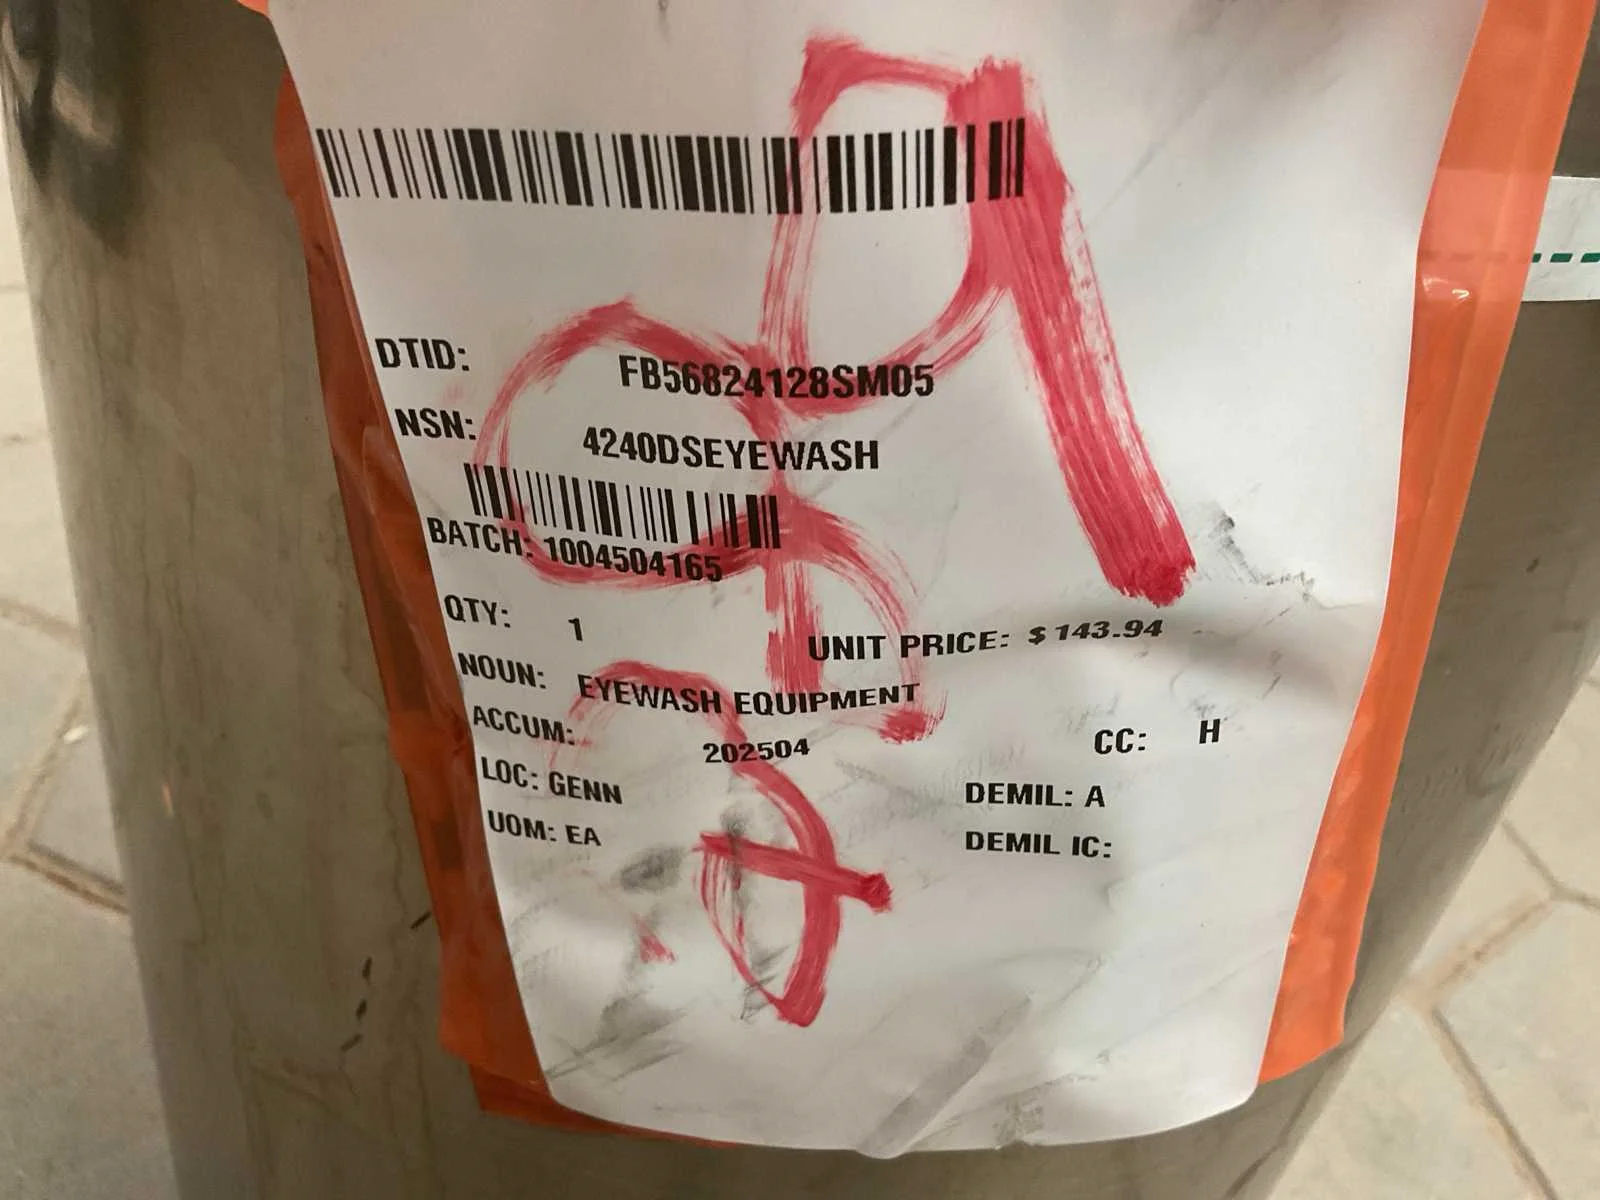 DTID: FB56824128SM05
NSN: 4240DSEYEWASH
BATCH: 1004504165
QTY: 1 UNIT PRICE: $ 143.94
NOUN: EYEWASH EQUIPMENT
ACCUM: 202504 CC: H
LOC: GENN DEMIL: A
UOM: EA DEMIL IC: